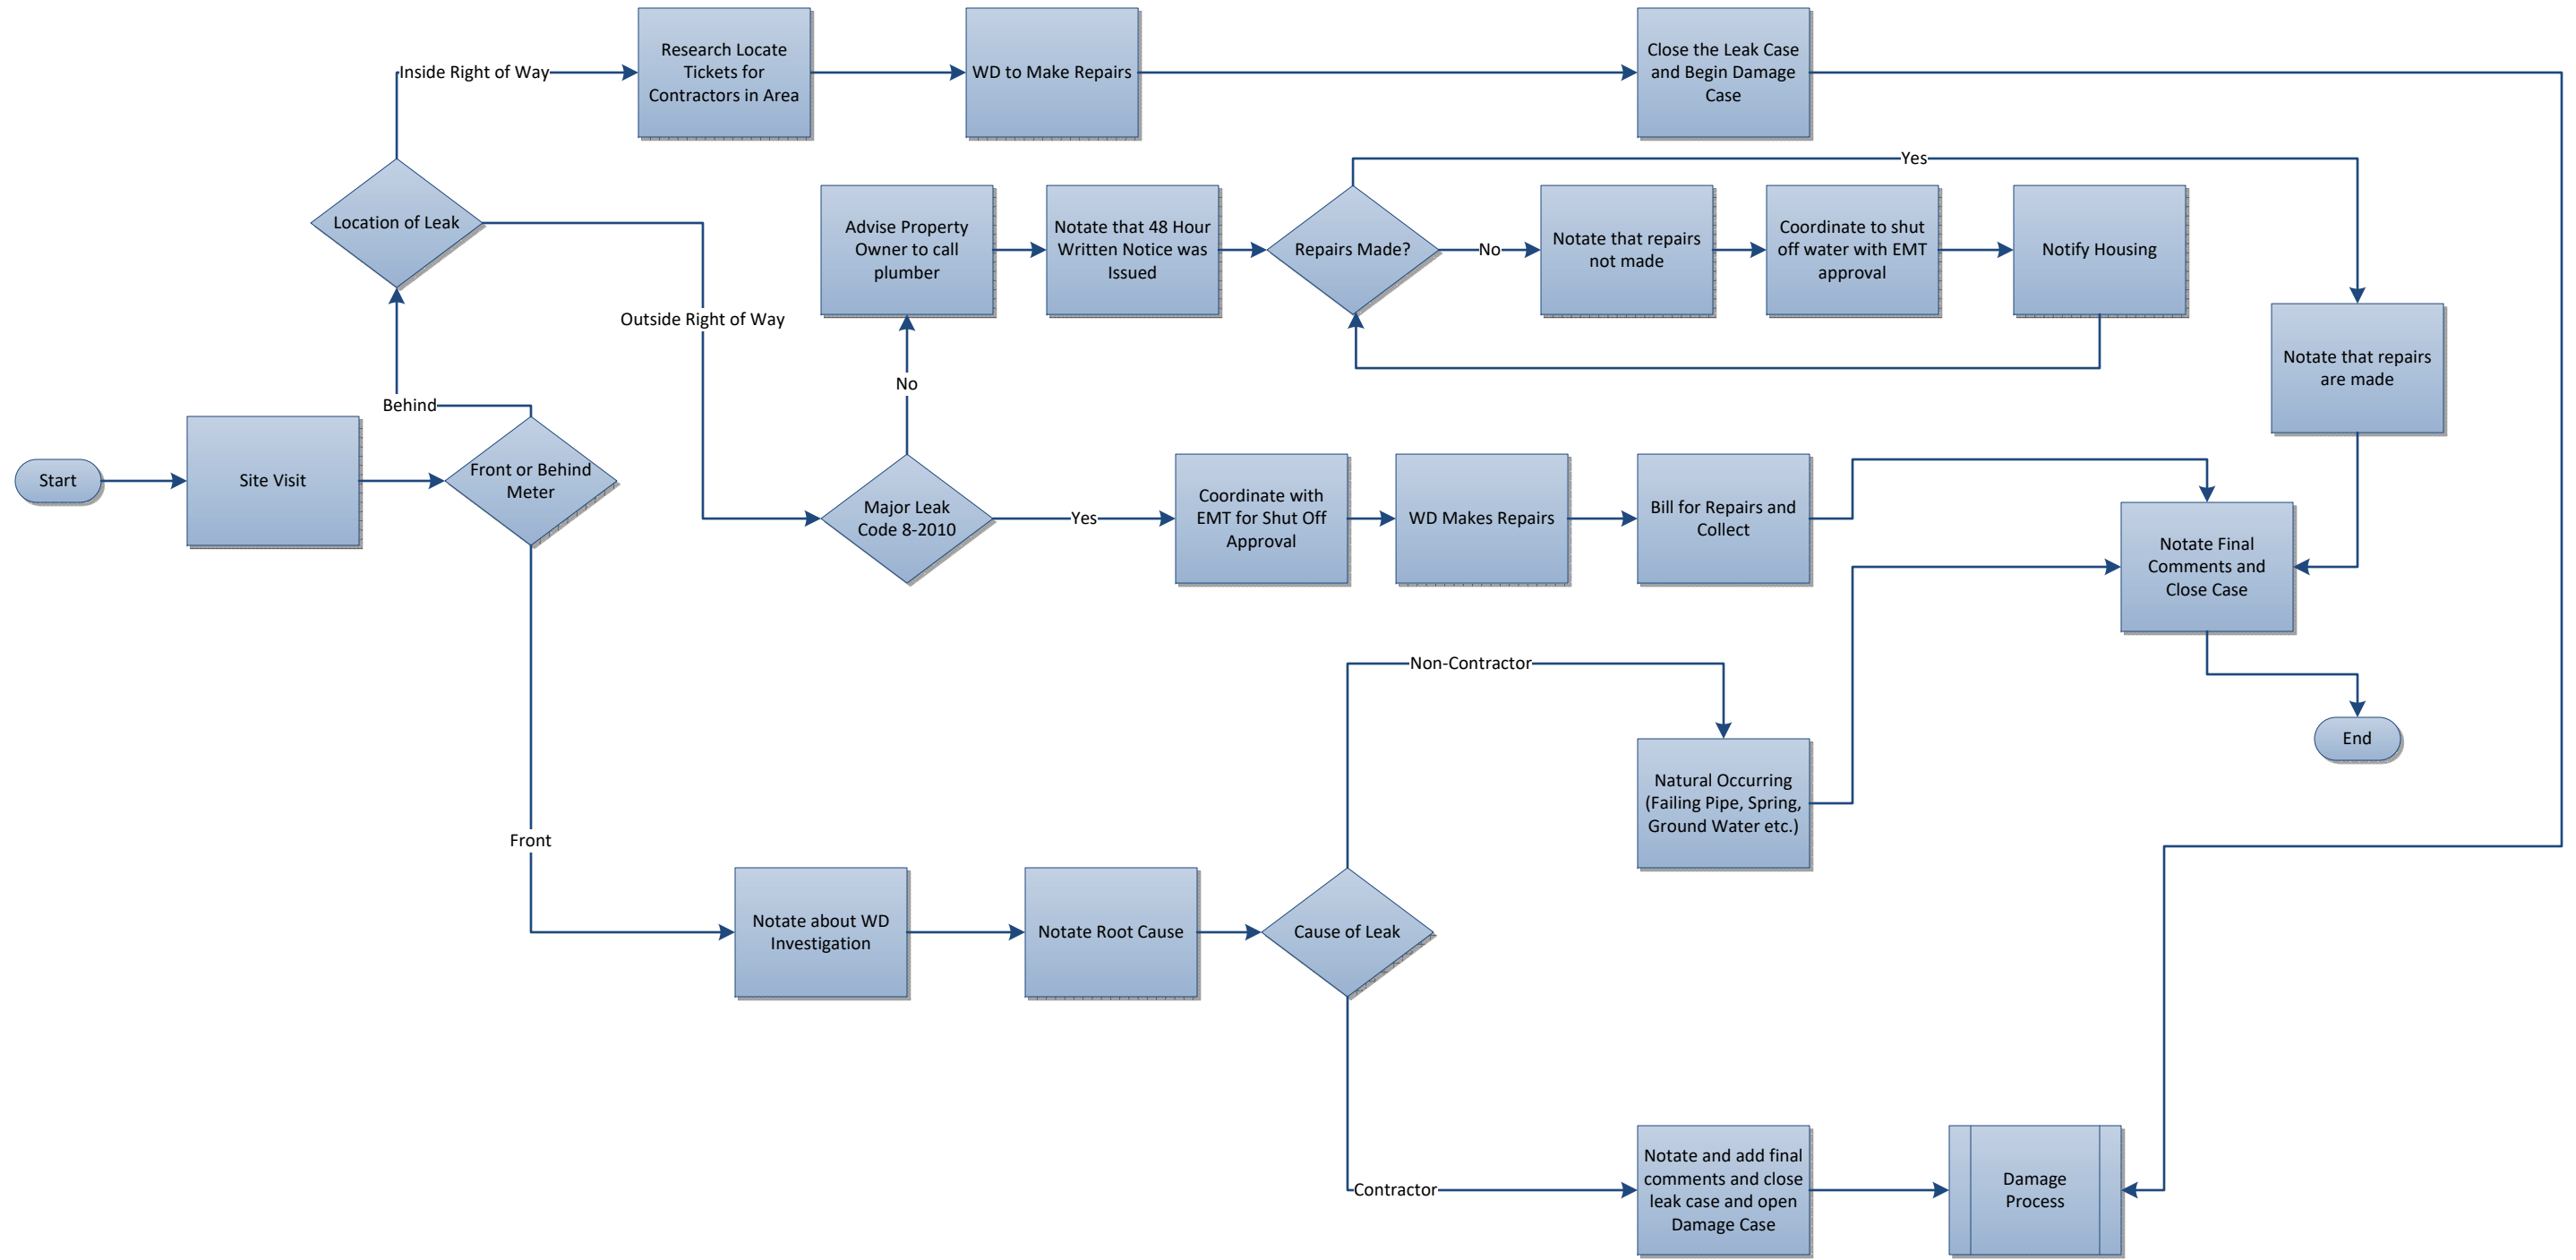 Research Locate
Tickets for
Contractors in Area
WD to Make Repairs
Close the Leak Case
and Begin Damage
Case
Inside Right of Way
Yes
Location of Leak
Advise Property
Owner to call
plumber
Notate that 48 Hour
Written Notice was
Issued
Repairs Made?
No
Notate that repairs
not made
Coordinate to shut
off water with EMT
approval
Notify Housing
Outside Right of Way
Notate that repairs
are made
No
Behind
Start
Site Visit
Front or Behind
Meter
Major Leak
Code 8-2010
Yes
Coordinate with
EMT for Shut Off
Approval
WD Makes Repairs
Bill for Repairs and
Collect
Notate Final
Comments and
Close Case
Non-Contractor
End
Natural Occurring
(Failing Pipe, Spring,
Ground Water etc.)
Front
Notate about WD
Investigation
Notate Root Cause
Cause of Leak
Contractor
Notate and add final
comments and close
leak case and open
Damage Case
Damage
Process